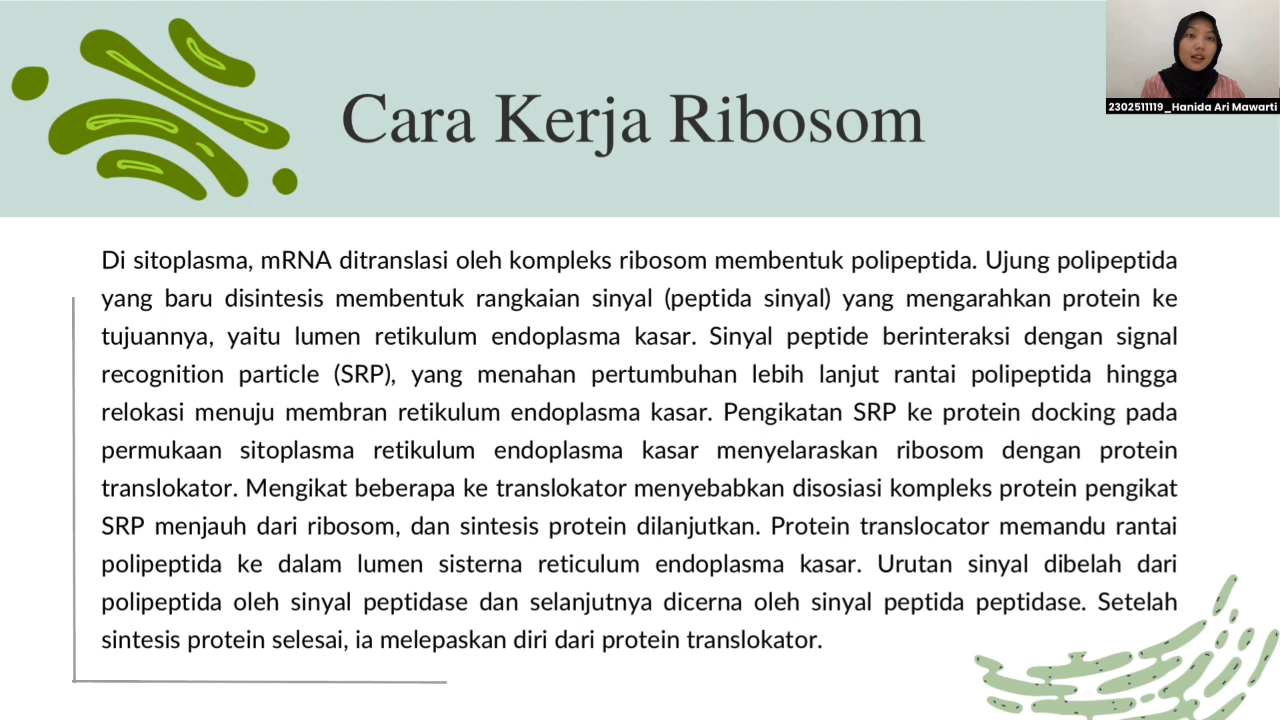 Cara Kerja Ribosom
2302511119_Hanida Ari Mawarti
Di sitoplasma, mRNA ditranslasi oleh kompleks ribosom membentuk polipeptida. Ujung polipeptida
yang baru disintesis membentuk rangkaian sinyal (peptida sinyal) yang mengarahkan protein ke
tujuannya, yaitu lumen retikulum endoplasma kasar. Sinyal peptide berinteraksi dengan signal
recognition particle (SRP), yang menahan pertumbuhan lebih lanjut rantai polipeptida hingga
relokasi menuju membran retikulum endoplasma kasar. Pengikatan SRP ke protein docking pada
permukaan sitoplasma retikulum endoplasma kasar menyelaraskan ribosom dengan protein
translokator. Mengikat beberapa ke translokator menyebabkan disosiasi kompleks protein pengikat
SRP menjauh dari ribosom, dan sintesis protein dilanjutkan. Protein translocator memandu rantai
polipeptida ke dalam lumen sisterna reticulum endoplasma kasar. Urutan sinyal dibelah dari
polipeptida oleh sinyal peptidase dan selanjutnya dicerna oleh sinyal peptida peptidase. Setelah
sintesis protein selesai, ia melepaskan diri dari protein translokator.